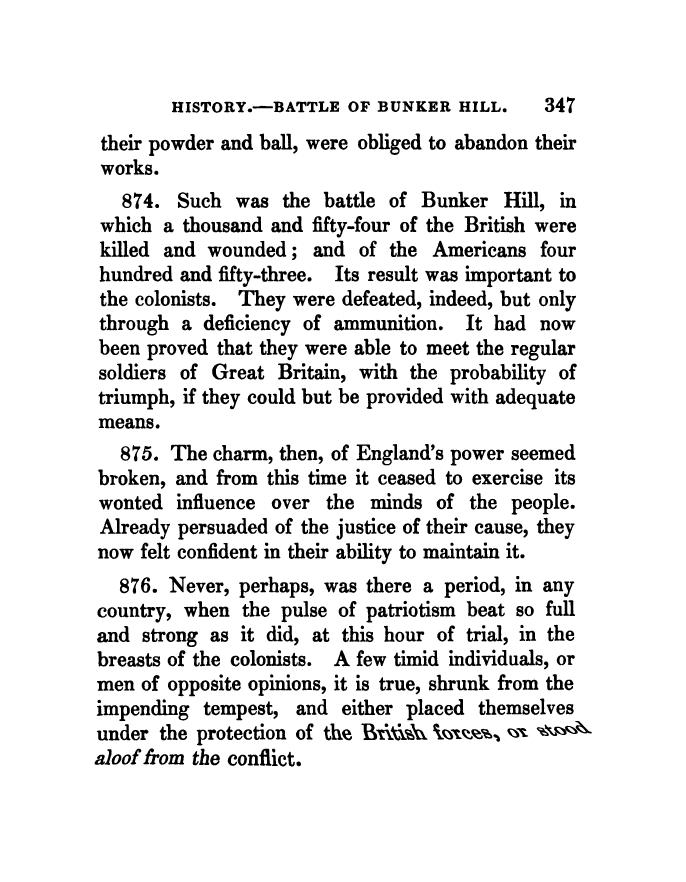 HISTORY.—BATTLE OF BUNKER HILL. 347
their powder and ball, were obliged to abandon their
works.
874. Such was the battle of Bunker Hill, in
which a thousand and fifty-four of the British were
killed and wounded; and of the Americans four
hundred and fifty-three. Its result was important to
the colonists. They were defeated, indeed, but only
through a deficiency of ammunition. It had now
been proved that they were able to meet the regular
soldiers of Great Britain, with the probability of
triumph, if they could but be provided with adequate
means.
875. The charm, then, of England's power seemed
broken, and from this time it ceased to exercise its
wonted influence over the minds of the people.
Already persuaded of the justice of their cause, they
now felt confident in their ability to maintain it.
876. Never, perhaps, was there a period, in any
country, when the pulse of patriotism beat so full
and strong as it did, at this hour of trial, in the
breasts of the colonists. A few timid individuals, or
men of opposite opinions, it is true, shrunk from the
impending tempest, and either placed themselves
under the protection of the British forces, or stood
aloof from the conflict.